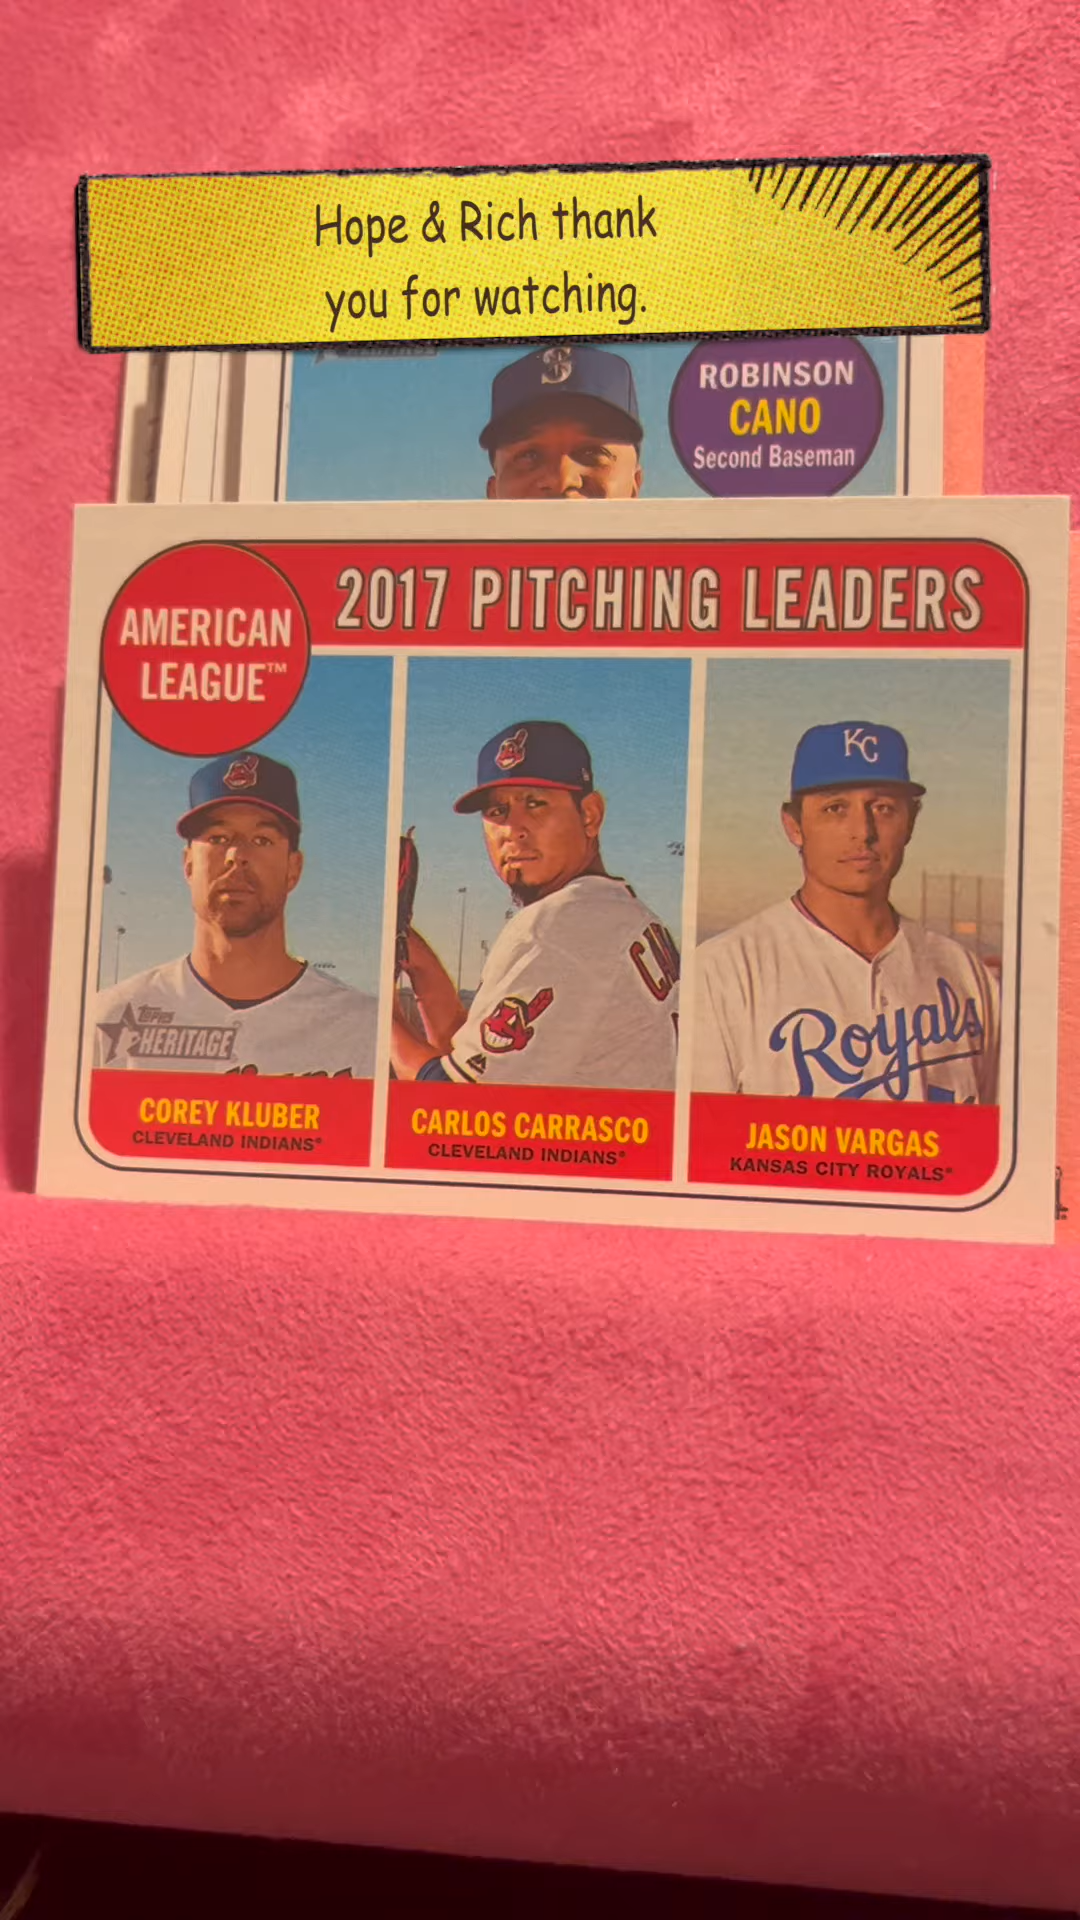 Hope & Rich thank
you for watching.
ROBINSON
CANO
Second Baseman
2017 PITCHING LEADERS
AMERICAN
LEAGUE™
KC
Royals
TOPPS
HERITAGE
COREY KLUBER
CLEVELAND INDIANS®
CARLOS CARRASCO
CLEVELAND INDIANS®
JASON VARGAS
KANSAS CITY ROYALS®